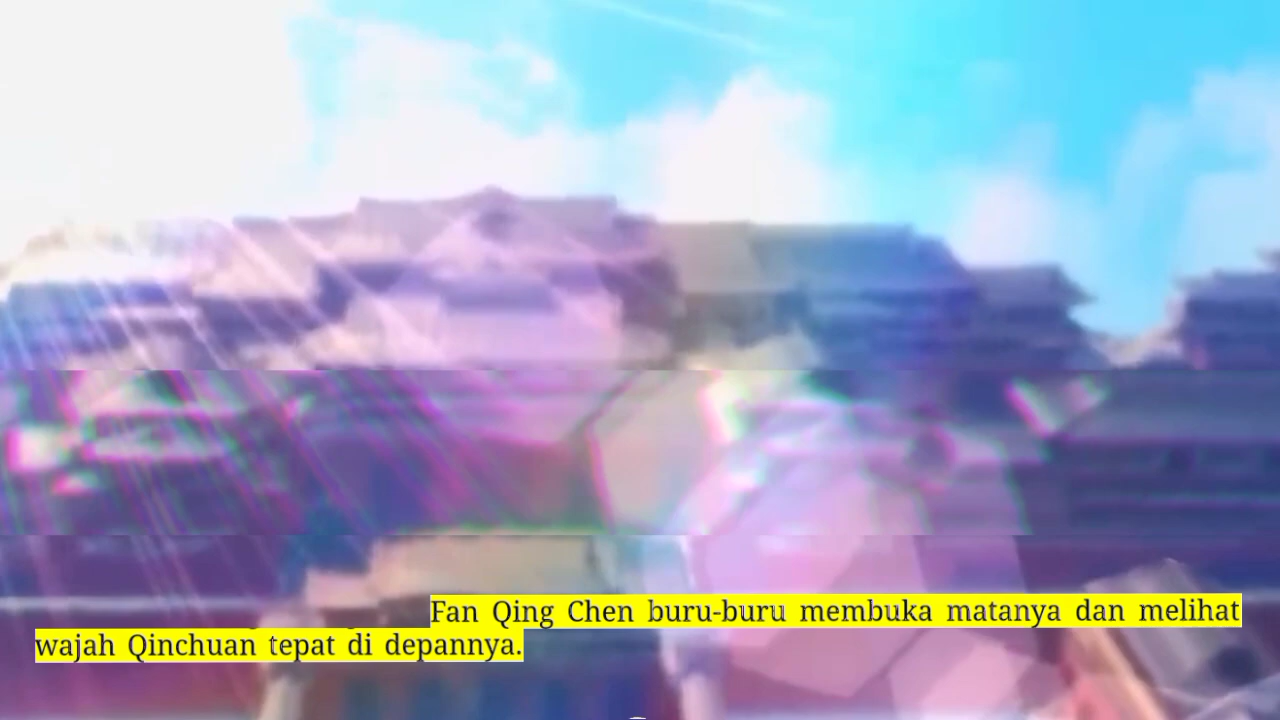 Fan Qing Chen buru-buru membuka matanya dan melihat
wajah Qinchuan tepat di depannya.